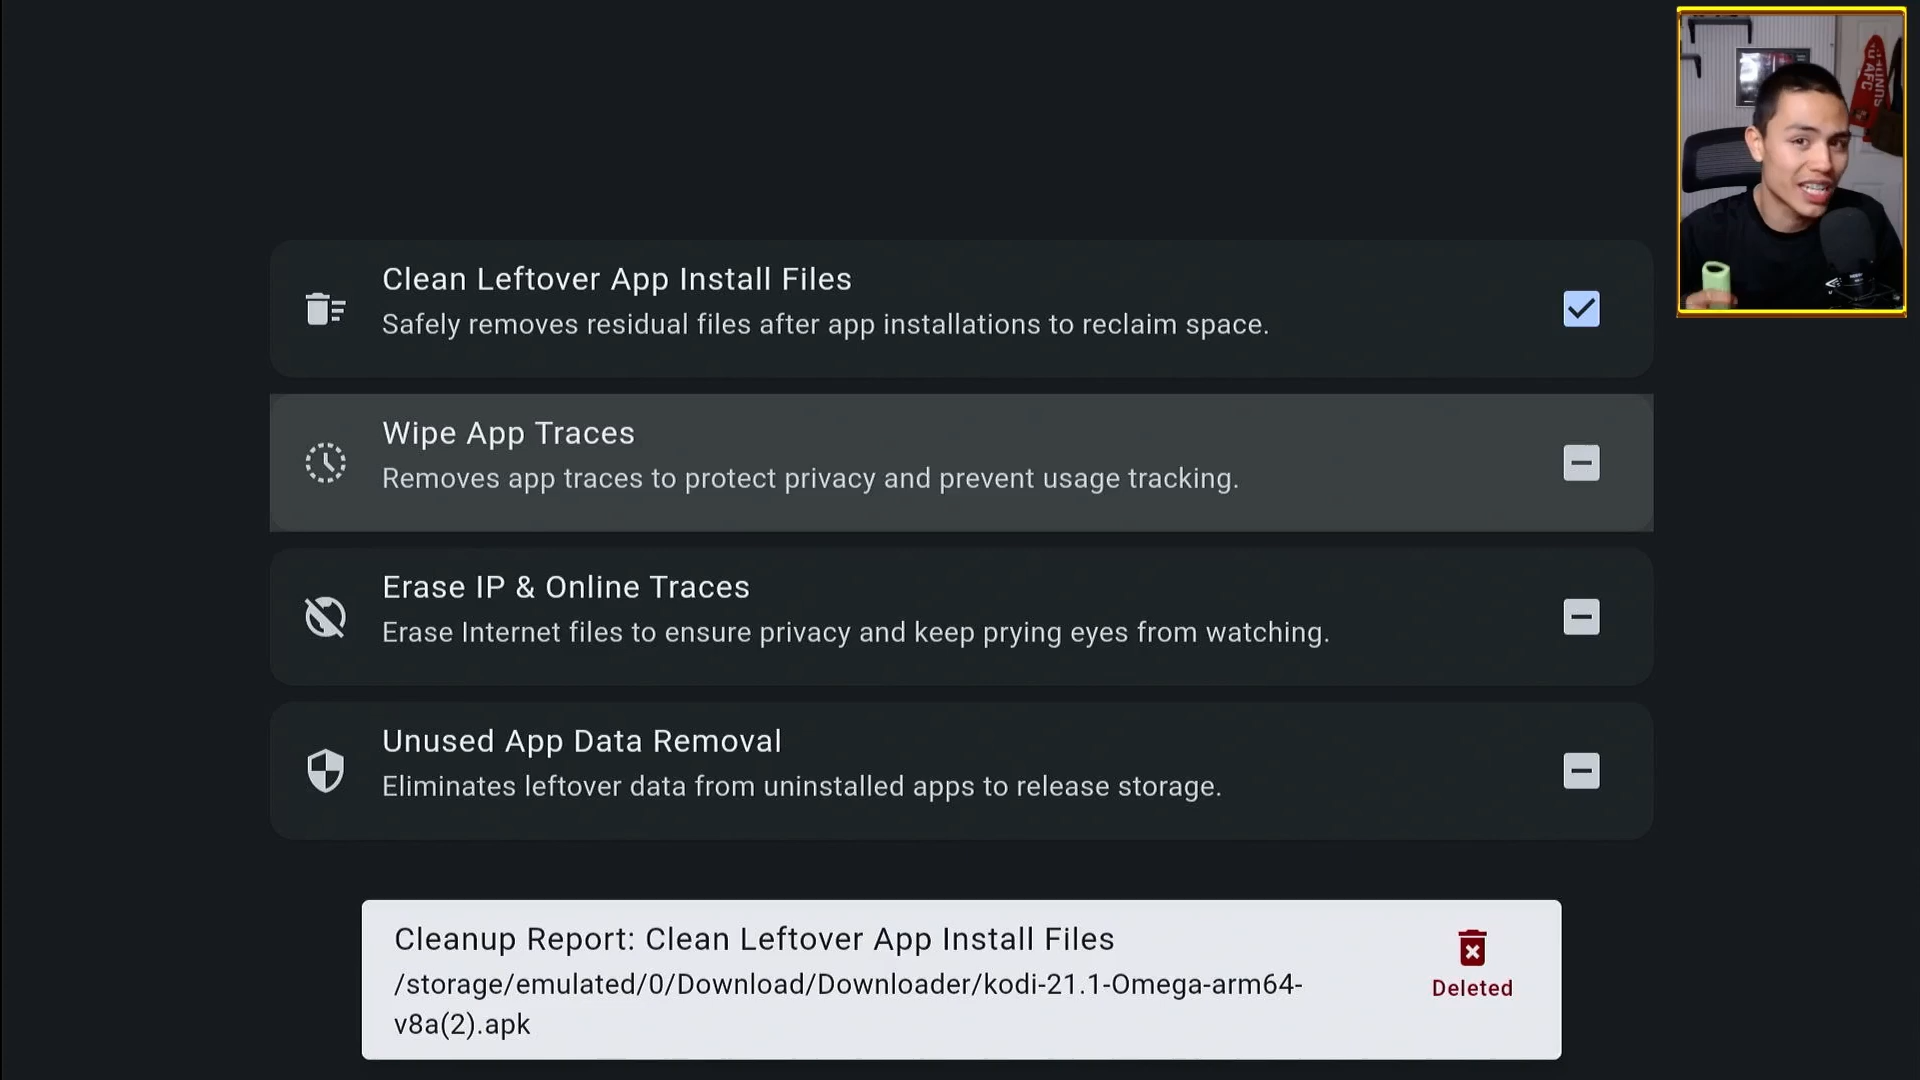 Clean Leftover App Install Files
Safely removes residual files after app installations to reclaim space.
Wipe App Traces
Removes app traces to protect privacy and prevent usage tracking.
Erase IP & Online Traces
Erase Internet files to ensure privacy and keep prying eyes from watching.
Unused App Data Removal
Eliminates leftover data from uninstalled apps to release storage.
Cleanup Report: Clean Leftover App Install Files
/storage/emulated/0/Download/Downloader/kodi-21.1-Omega-arm64-
v8a(2).apk
Deleted